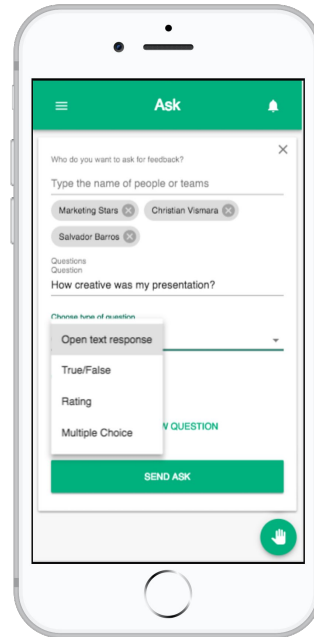 Ask
Who do you want to ask for feedback?
Type the name of people or teams
Marketing Stars
Christian Vismara
Salvador Barros
Questions
Question
How creative was my presentation?
Choose type of question
Open text response
True/False
Rating
Multiple Choice
QUESTION
SEND ASK